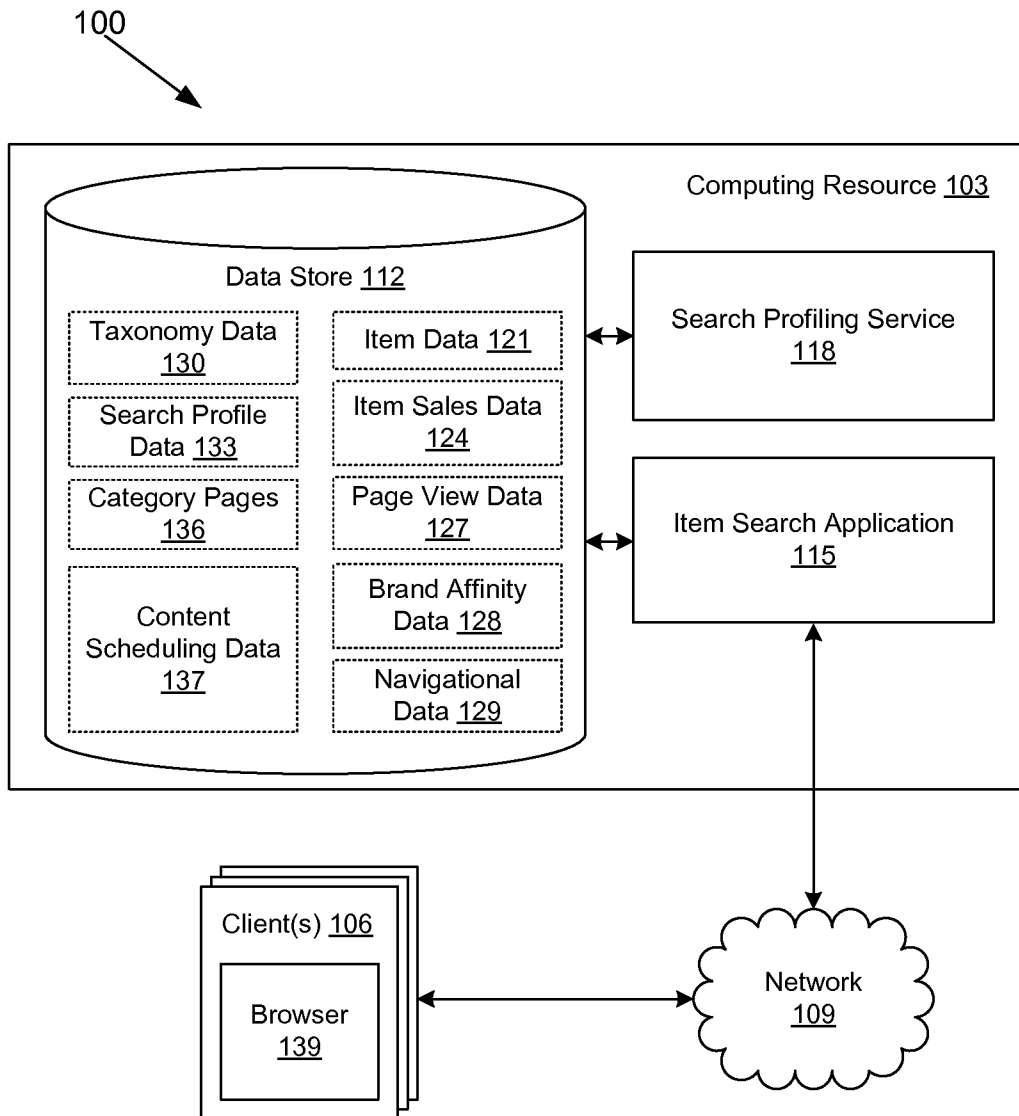 100
Computing Resource 103
Data Store 112
Taxonomy Data
130
Search Profile
Data 133
Category Pages
136
Content
Scheduling Data
137
Item Data 121
Item Sales Data
124
Page View Data
127
Brand Affinity
Data 128
Navigational
Data 129
Search Profiling Service
118
Item Search Application
115
Client(s) 106
Browser
139
Network
109